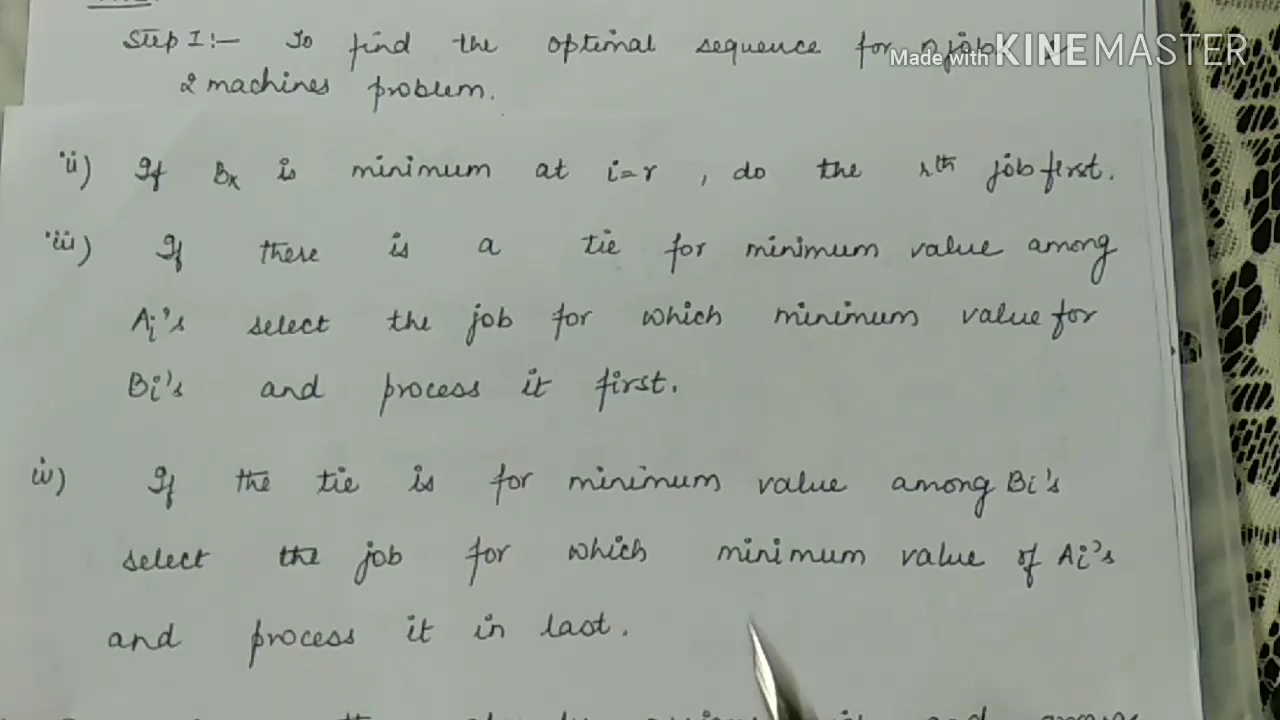 Step I :- To find the optimal sequence for n jobs
Made with KINEMASTER
2 machines problem.
ii) If Br is minimum at i=r , do the rth job first.
iii) If there is a tie for minimum value among
Ai's select the job for which minimum value for
Bi's and process it first.
iv) If the tie is for minimum value among Bi's
select the job for which minimum value of Ai's
and process it in last.